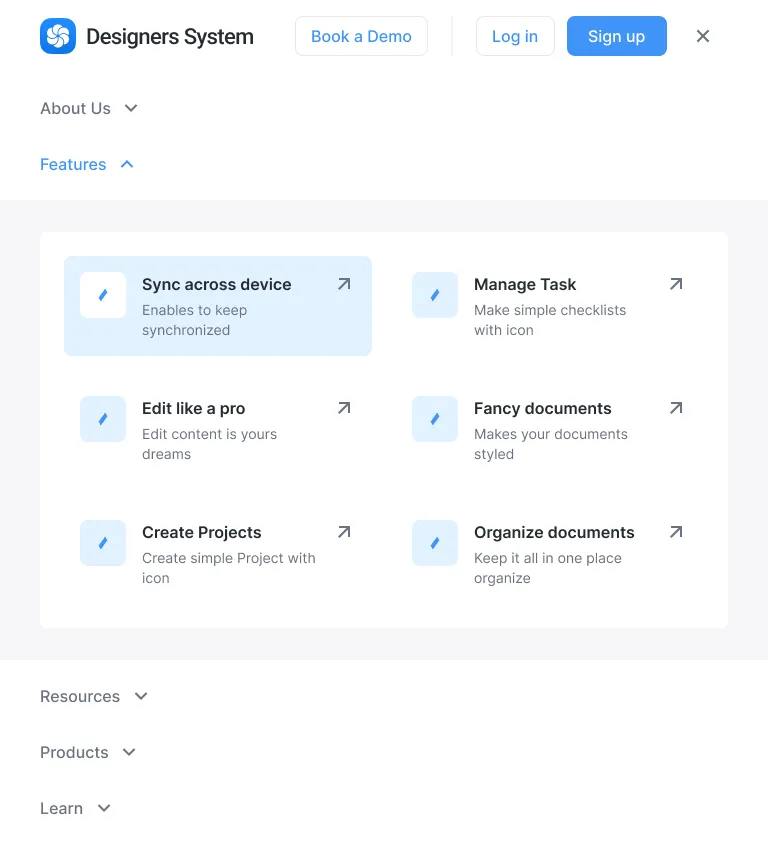 Designers System
Book a Demo
Log in
Sign up
About Us
Features
Sync across device
Enables to keep
synchronized
Manage Task
Make simple checklists
with icon
Edit like a pro
Edit content is yours
dreams
Fancy documents
Makes your documents
styled
Create Projects
Create simple Project with
icon
Organize documents
Keep it all in one place
organize
Resources
Products
Learn